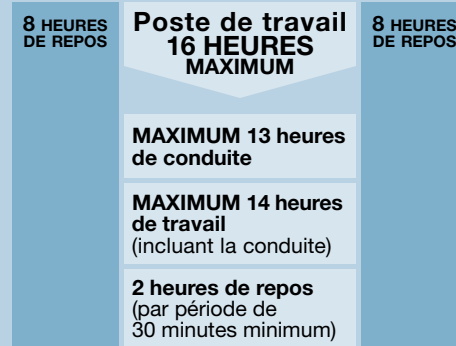 8 HEURES
DE REPOS
Poste de travail
16 HEURES
MAXIMUM
8 HEURES
DE REPOS
MAXIMUM 13 heures
de conduite
MAXIMUM 14 heures
de travail
(incluant la conduite)
2 heures de repos
(par période de
30 minutes minimum)